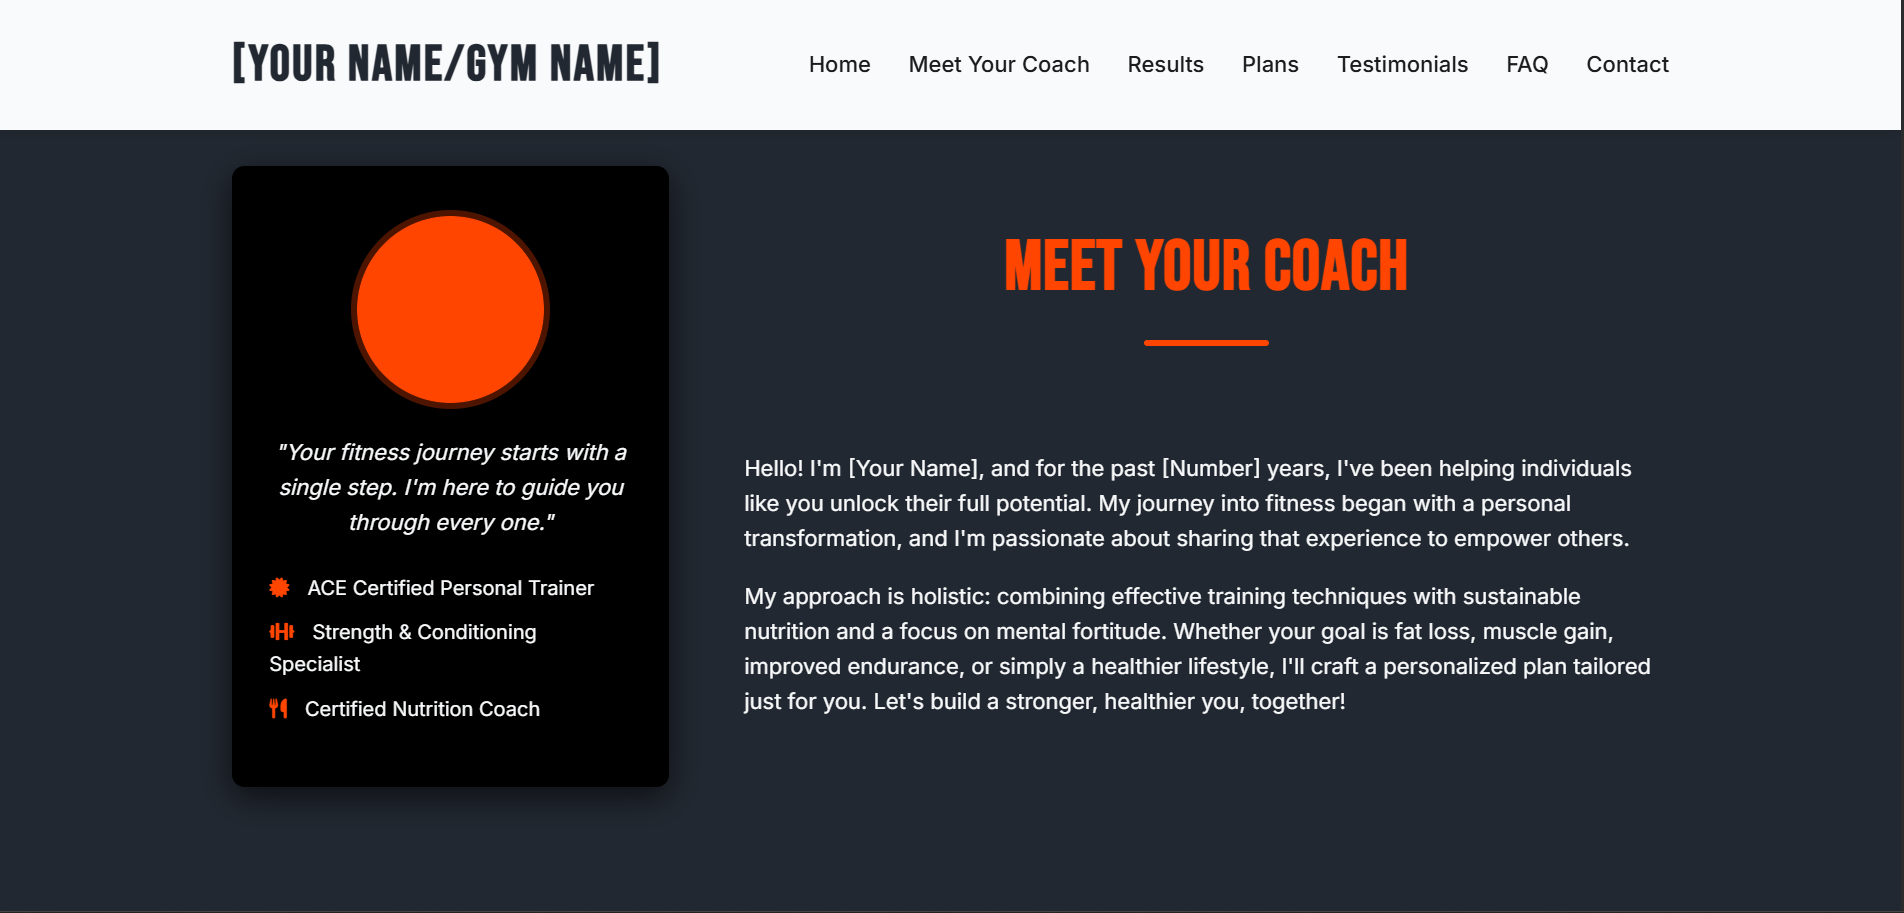 [YOUR NAME/GYM NAME]
Home Meet Your Coach Results Plans Testimonials FAQ Contact
"Your fitness journey starts with a
single step. I'm here to guide you
through every one."
ACE Certified Personal Trainer
Strength & Conditioning
Specialist
Certified Nutrition Coach
MEET YOUR COACH
Hello! I'm [Your Name], and for the past [Number] years, I've been helping individuals
like you unlock their full potential. My journey into fitness began with a personal
transformation, and I'm passionate about sharing that experience to empower others.
My approach is holistic: combining effective training techniques with sustainable
nutrition and a focus on mental fortitude. Whether your goal is fat loss, muscle gain,
improved endurance, or simply a healthier lifestyle, I'll craft a personalized plan tailored
just for you. Let's build a stronger, healthier you, together!